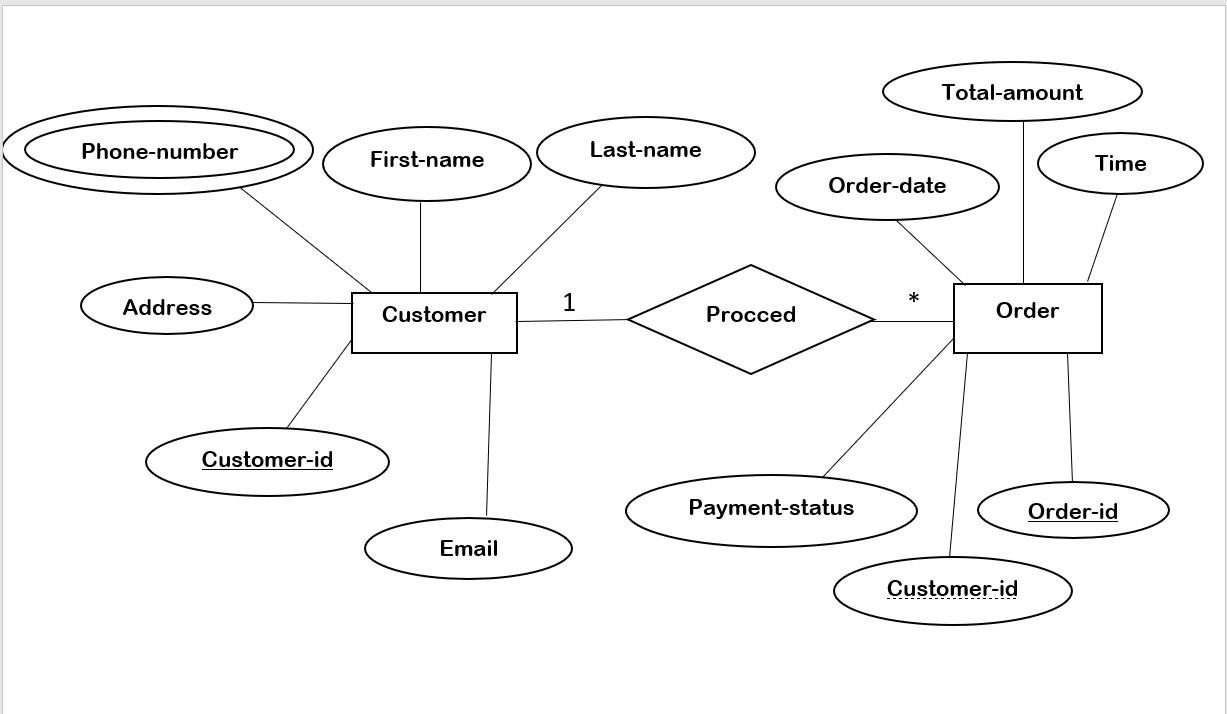 Total-amount
Phone-number
First-name
Last-name
Order-date
Time
Address
Customer
1
Procced
*
Order
Customer-id
Payment-status
Order-id
Email
Customer-id